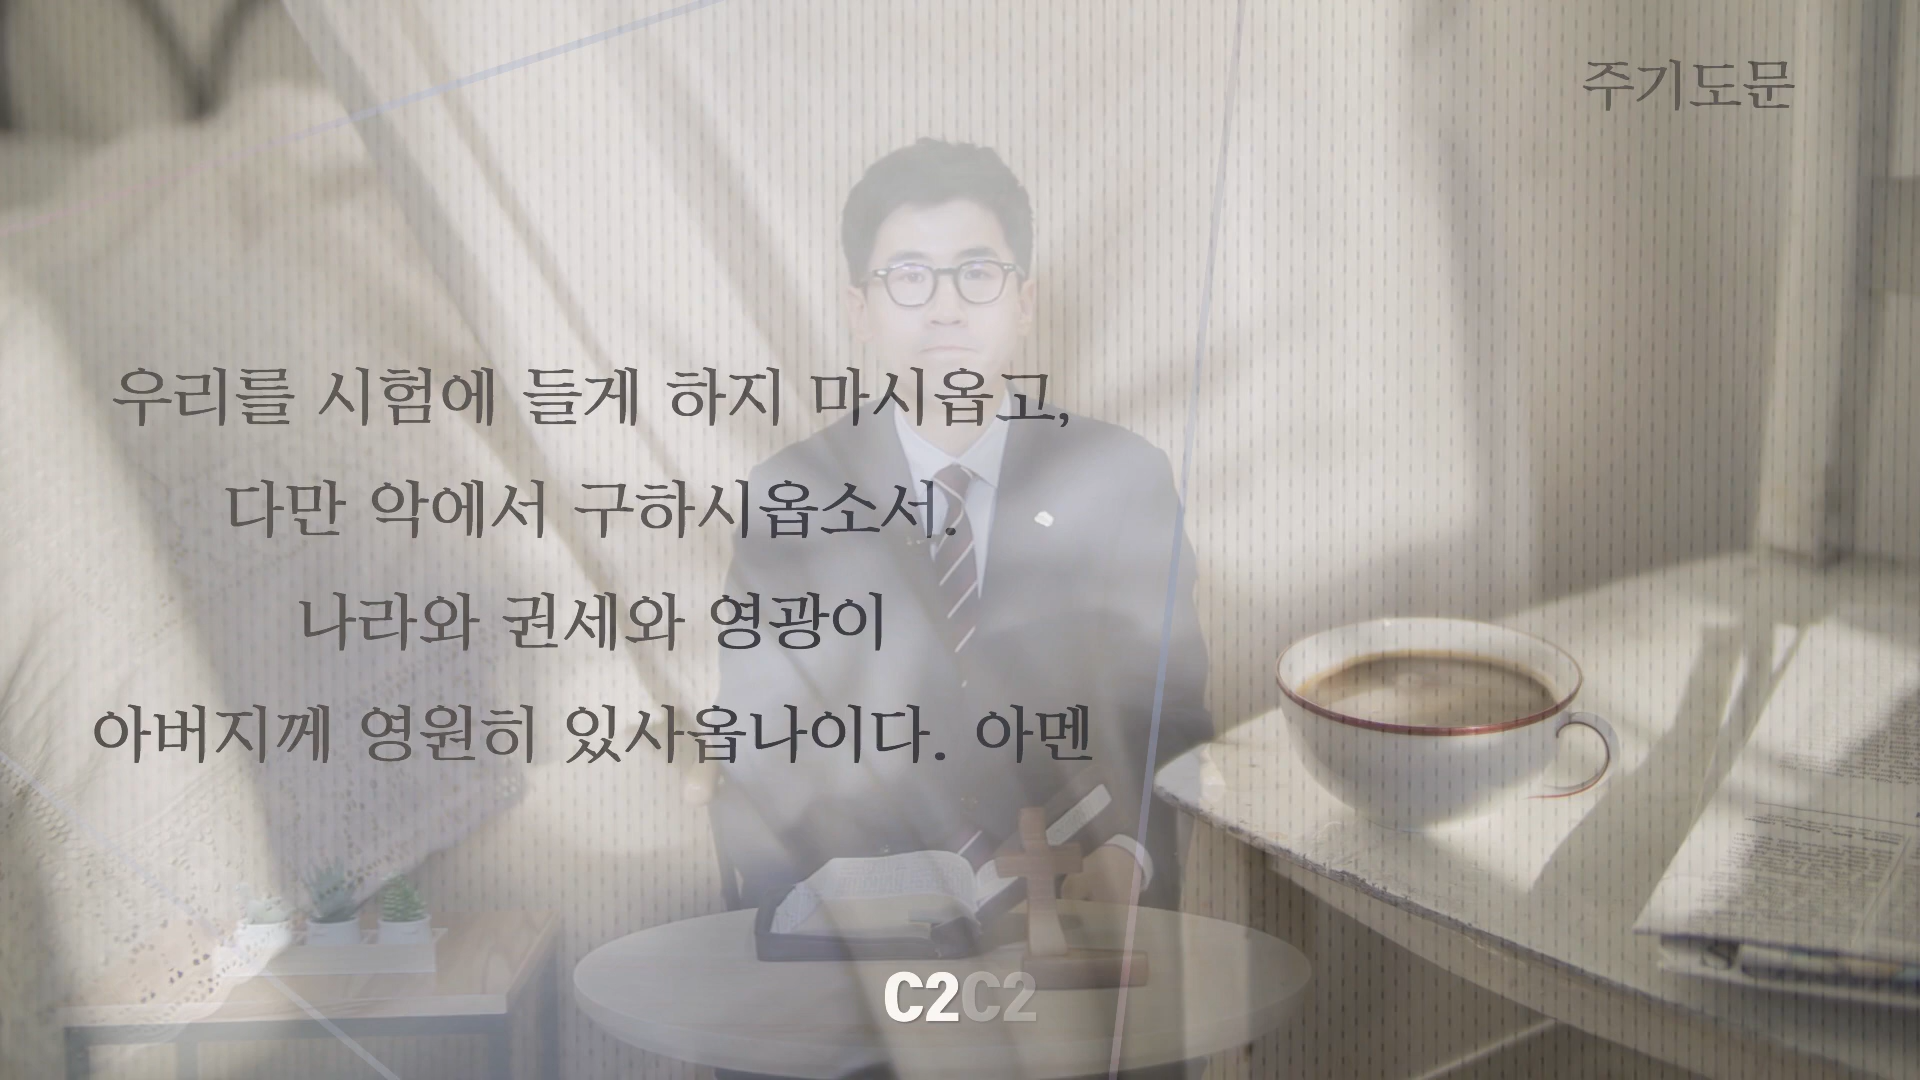 주기도문
우리를 시험에 들게 하지 마시옵고,
다만 악에서 구하시옵소서.
나라와 권세와 영광이
아버지께 영원히 있사옵나이다. 아멘
C2C2